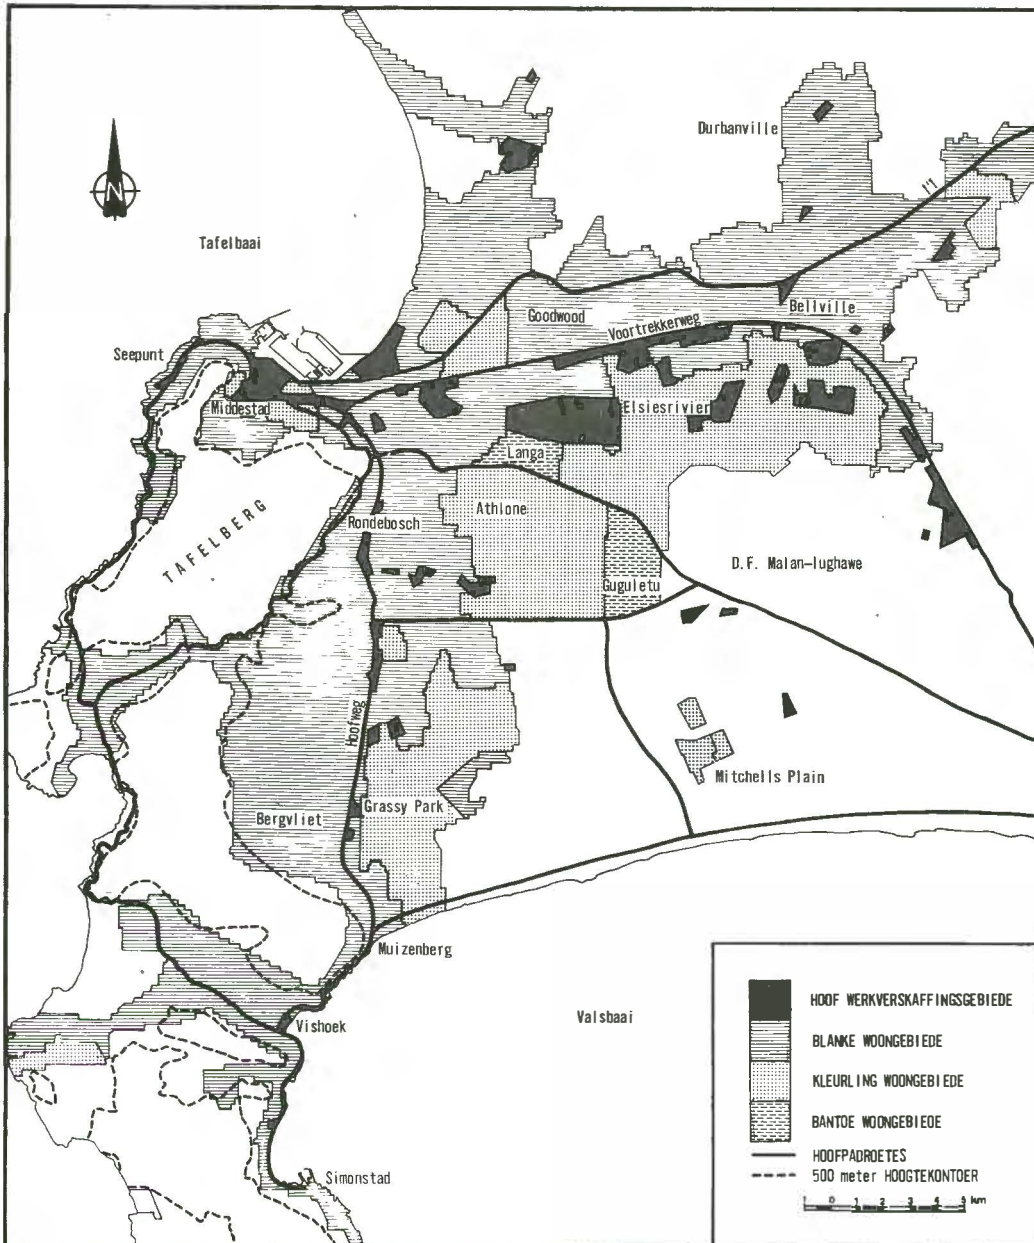 Durbanville
N
Tafelbaai
Goodwood
Voortrekkerweg
Bellville
Seepunt
Middestad
Elsiesrivier
Langa
Athlone
Rondebosch
TAFELBERG
D.F. Malan-lughawe
Guguletu
Hoofweg
Mitchells Plain
Grassy Park
Bergvliet
Muizenberg
Valsbaai
Vishoek
Simonstad
HOOF WERKVERSKAFFINGSGEBIEDE
BLANKE WOONGEBIEDE
KLEURLING WOONGEBIEDE
BANTOE WOONGEBIEDE
HOOFPADROETES
500 meter HOOGTEKONTOER
1 0 1 2 3 4 5 km